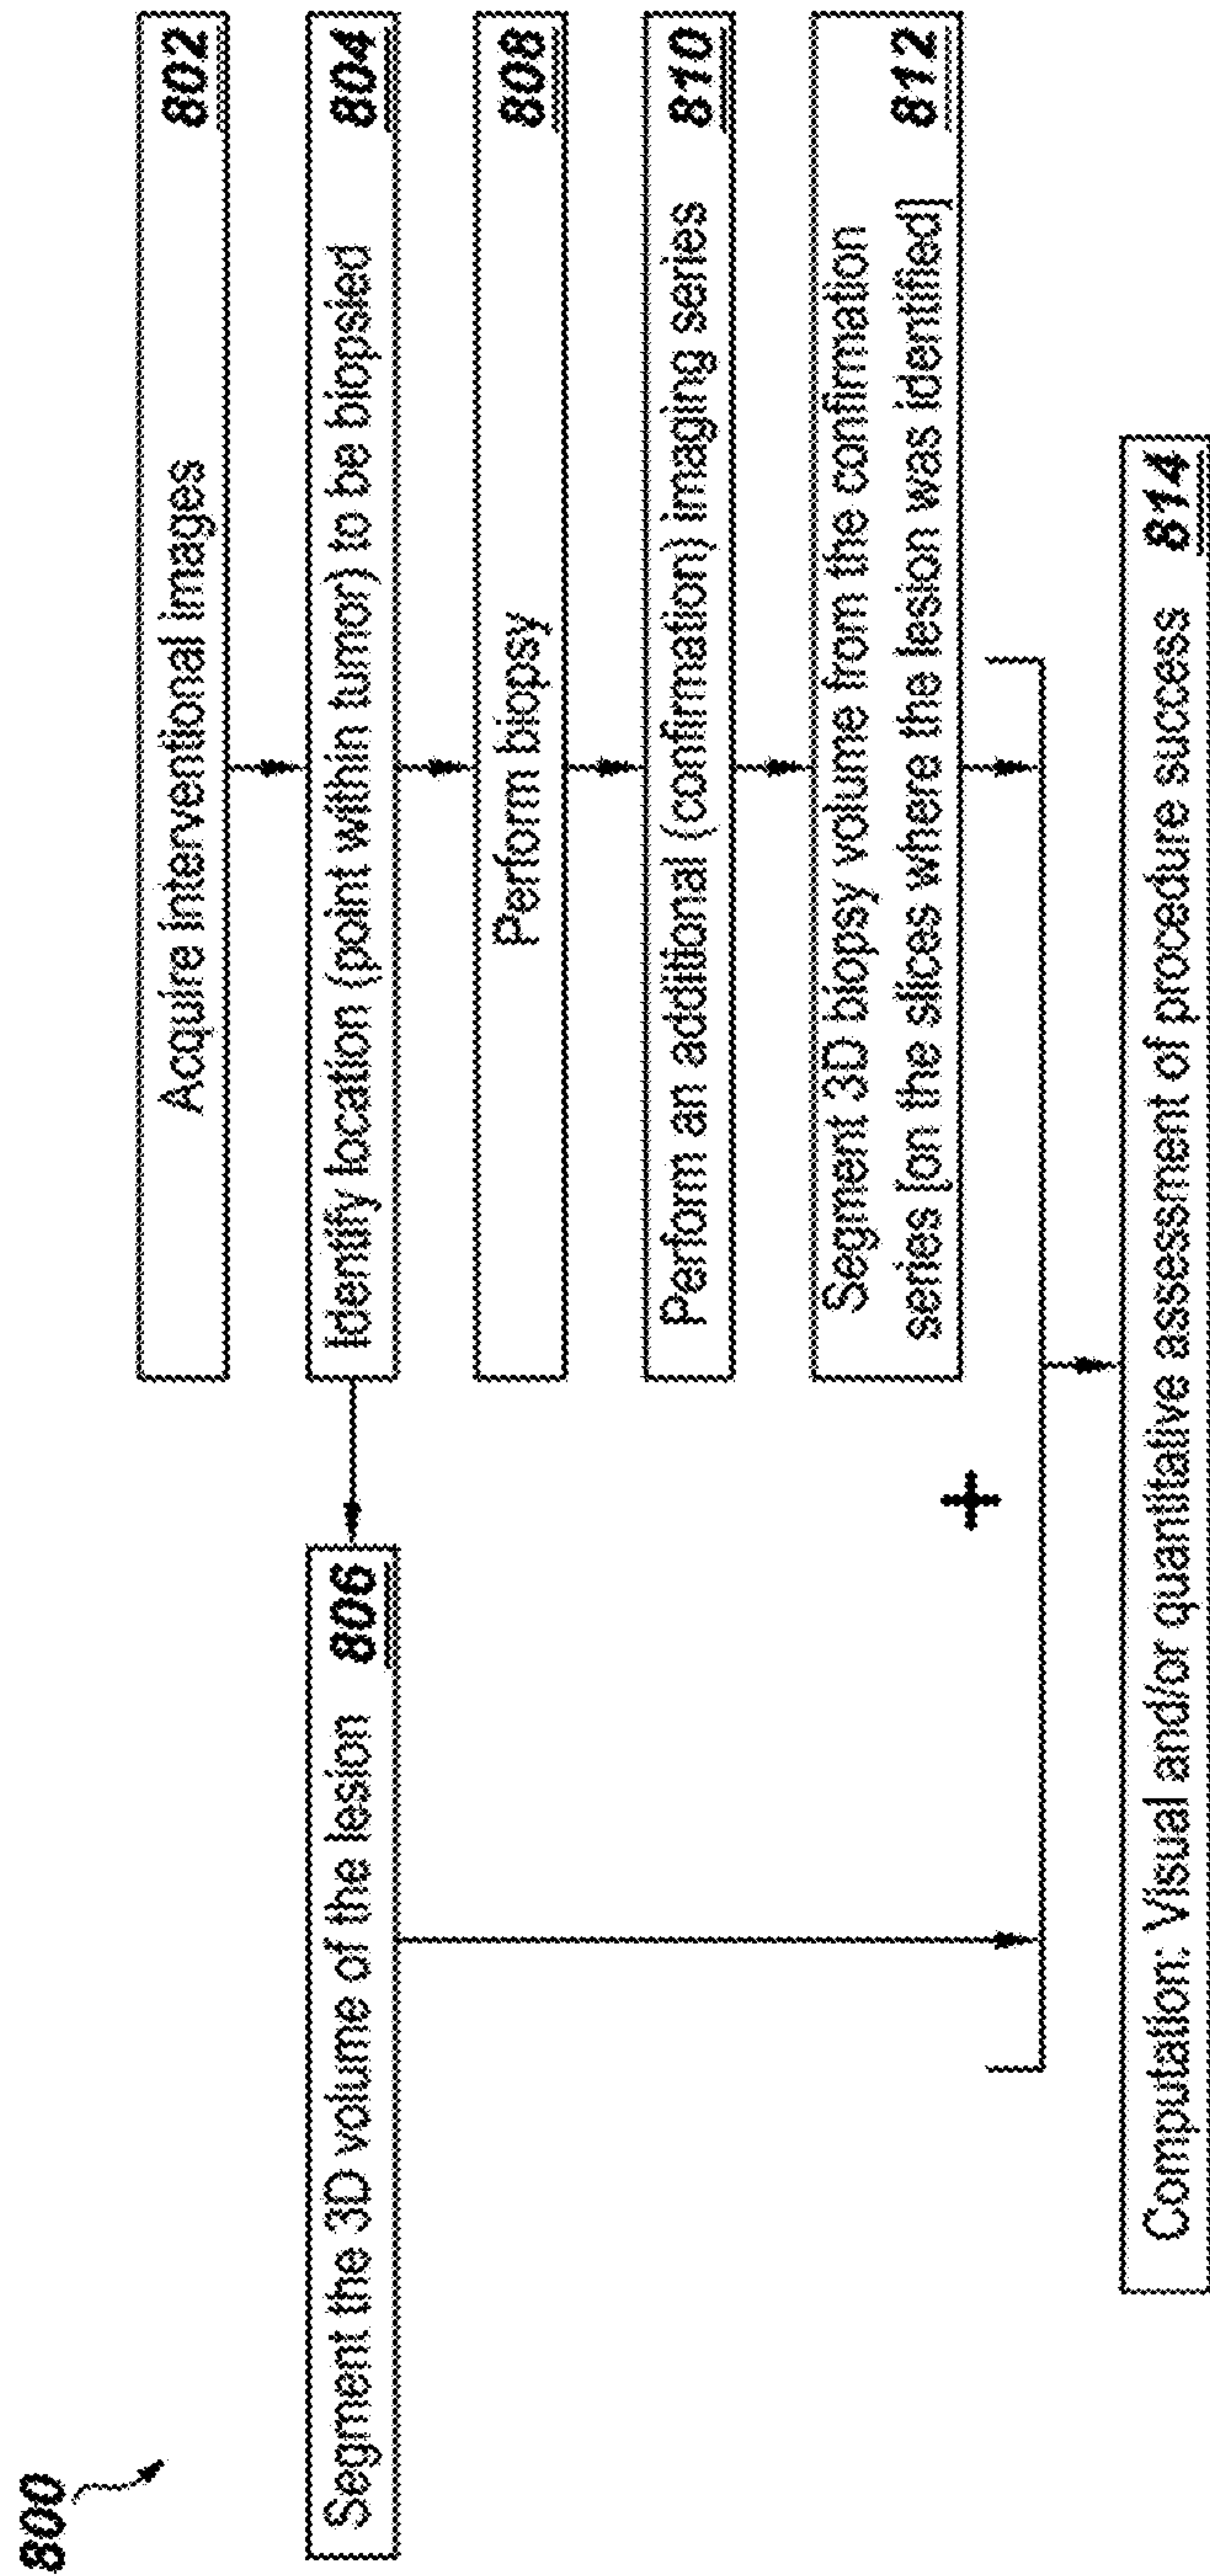 800
Acquire interventional images 802
Identify location (point within tumor) to be biopsied 804
Segment the 3D volume of the lesion 806
Perform biopsy 808
Perform an additional (confirmation) imaging series 810
Segment 3D biopsy volume from the confirmation
series [on the slices where the lesion was identified] 812
+
Computation: Visual and/or quantitative assessment of procedure success 814